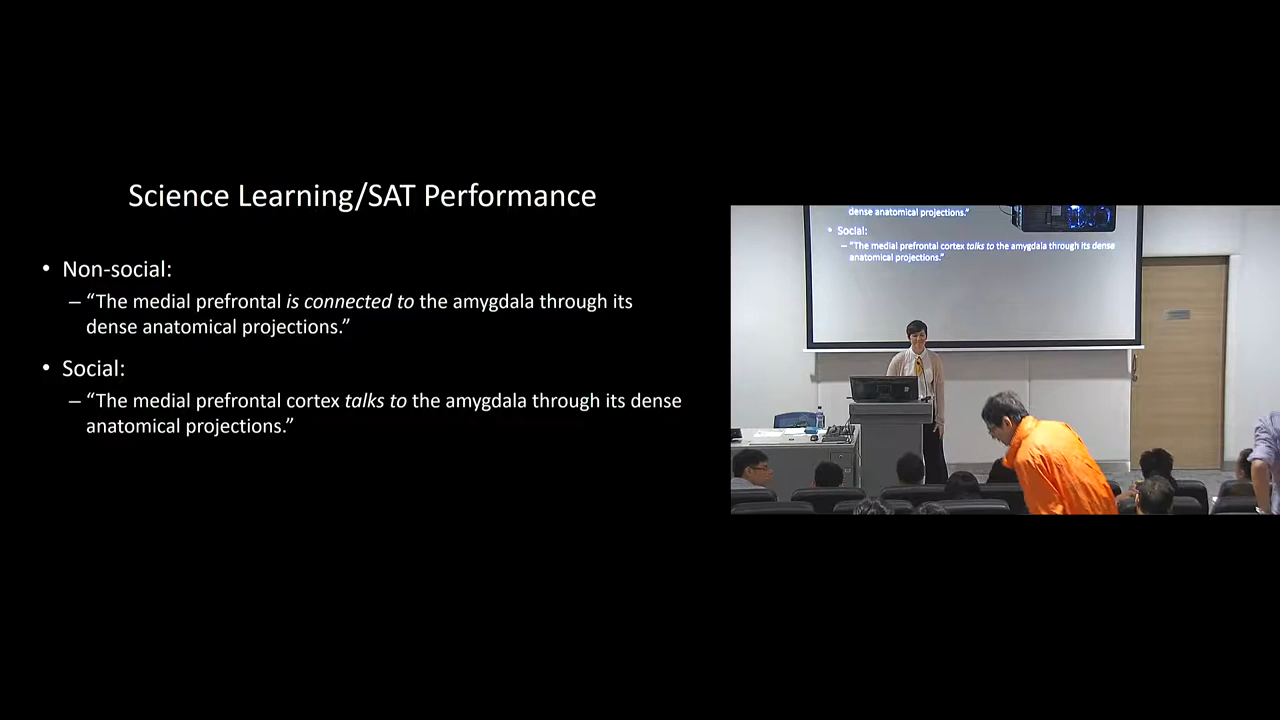 Science Learning/SAT Performance
• Non-social:
– “The medial prefrontal is connected to the amygdala through its
dense anatomical projections.”
• Social:
– “The medial prefrontal cortex talks to the amygdala through its dense
anatomical projections.”
dense anatomical projections.”
• Social:
– “The medial prefrontal cortex talks to the amygdala through its dense
anatomical projections.”